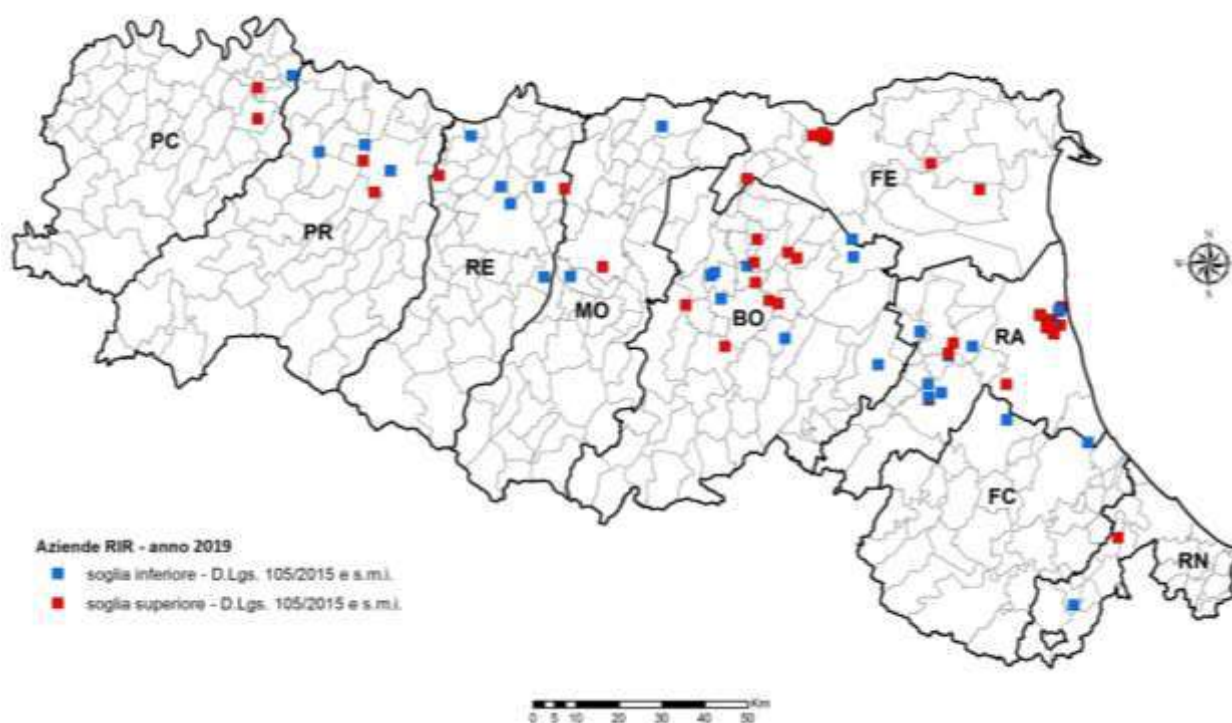 PC
PR
RE
MO
BO
FE
RA
FC
RN
N
Aziende RIR - anno 2019
soglia inferiore - D.Lgs. 105/2015 e s.m.i.
soglia superiore - D.Lgs. 105/2015 e s.m.i.
Km
0 5 10 20 30 40 50